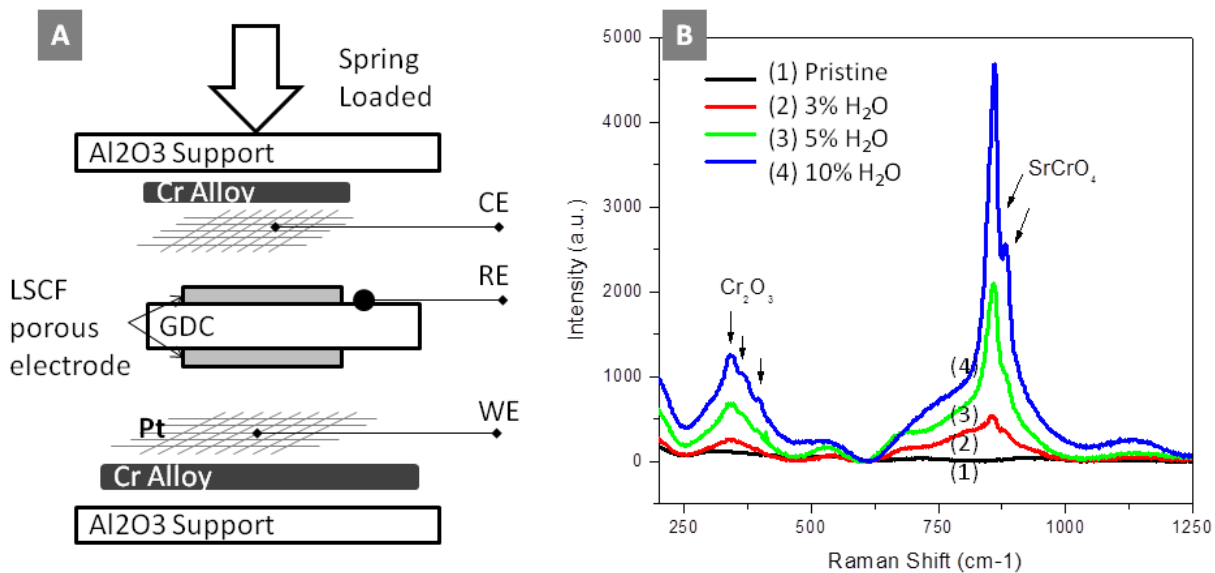 A
Spring
Loaded
Al2O3 Support
Cr Alloy
CE
RE
LSCF
porous
electrode
GDC
Pt
WE
Cr Alloy
Al2O3 Support
B
(1) Pristine
(2) 3% H₂O
(3) 5% H₂O
(4) 10% H₂O
SrCrO₄
Cr₂O₃
(4)
(3)
(2)
(1)
5000
4000
3000
2000
1000
0
Intensity (a.u.)
250 500 750 1000 1250
Raman Shift (cm-1)